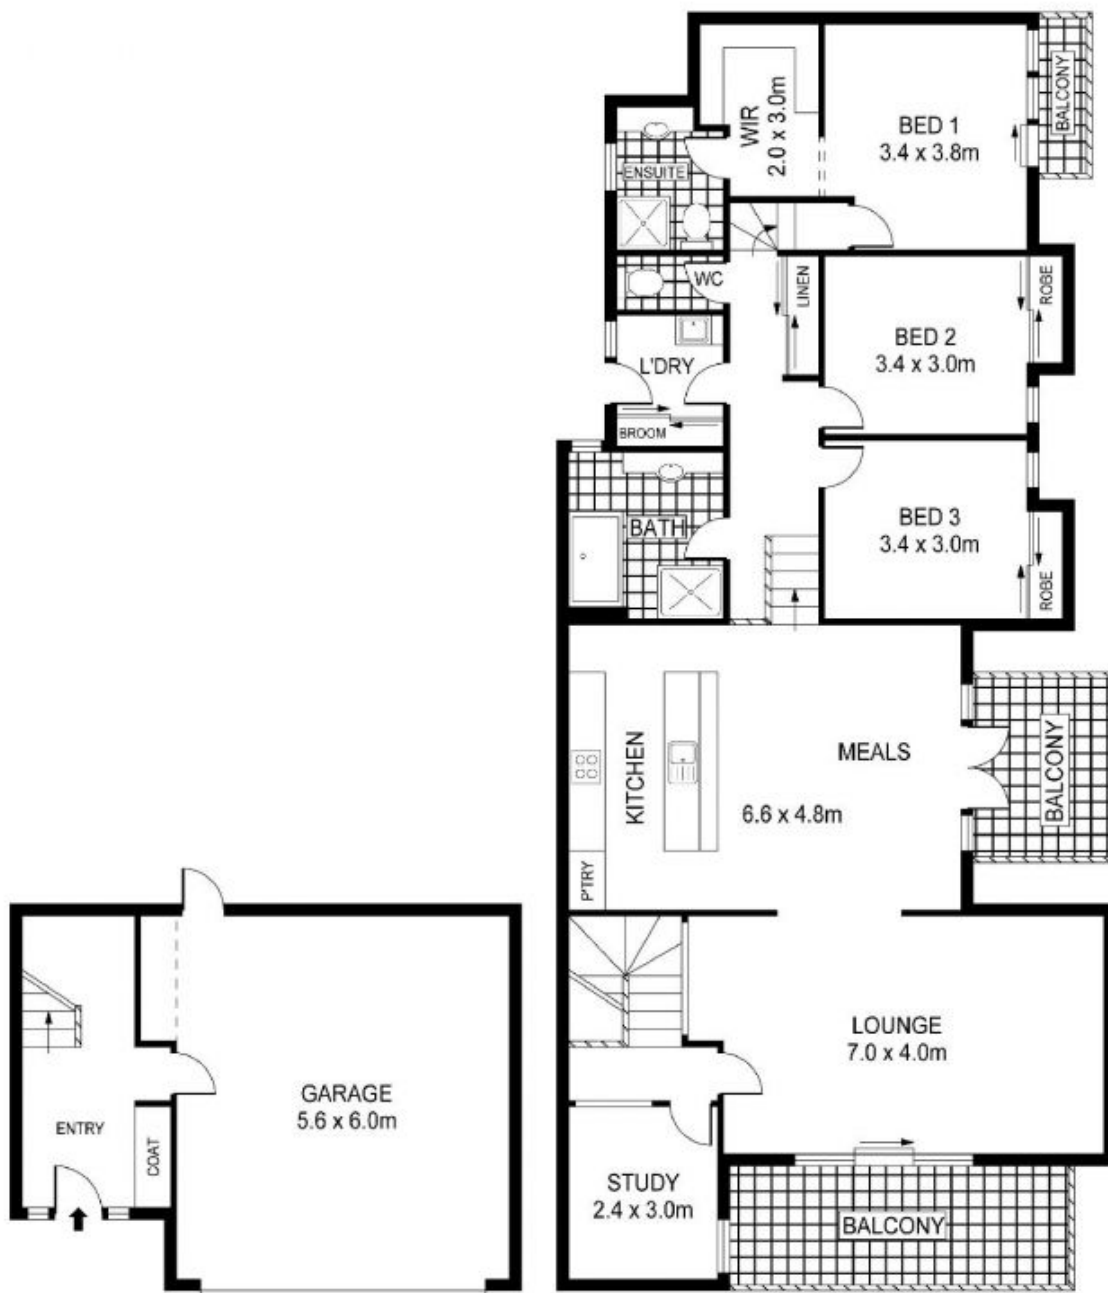 BED 1
3.4 x 3.8m
BALCONY
WIR
2.0 x 3.0m
ENSUITE
WC
LINEN
BED 2
3.4 x 3.0m
ROBE
L'DRY
BROOM
BATH
BED 3
3.4 x 3.0m
ROBE
KITCHEN
MEALS
6.6 x 4.8m
BALCONY
P'TRY
LOUNGE
7.0 x 4.0m
STUDY
2.4 x 3.0m
BALCONY
GARAGE
5.6 x 6.0m
ENTRY
COAT